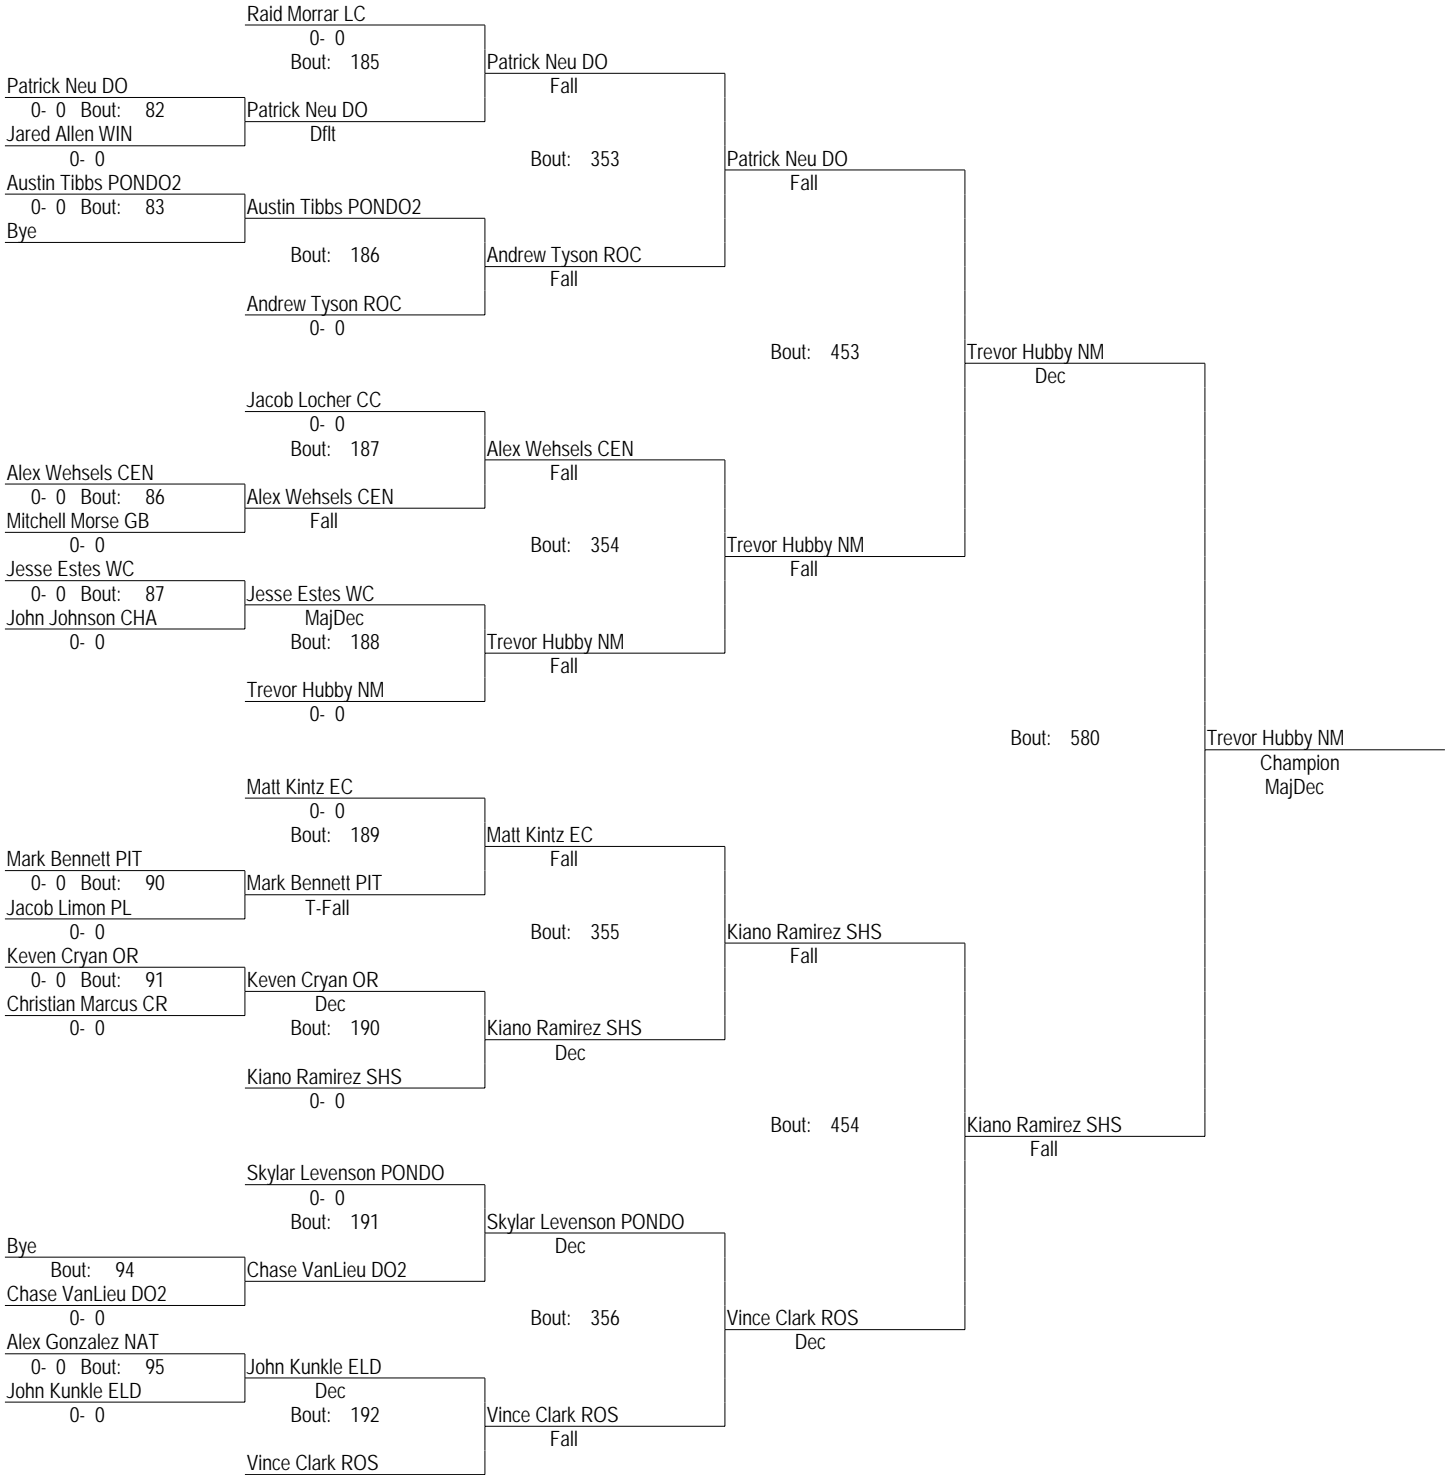 Raid Morrar LC
0- 0
Bout: 185
Patrick Neu DO
Fall
Patrick Neu DO
0- 0 Bout: 82
Patrick Neu DO
Jared Allen WIN
Dflt
0- 0
Bout: 353
Patrick Neu DO
Fall
Austin Tibbs PONDO2
0- 0 Bout: 83
Austin Tibbs PONDO2
Bye
Bout: 186
Andrew Tyson ROC
Fall
Andrew Tyson ROC
0- 0
Bout: 453
Trevor Hubby NM
Dec
Jacob Locher CC
0- 0
Bout: 187
Alex Wehsels CEN
Fall
Alex Wehsels CEN
0- 0 Bout: 86
Alex Wehsels CEN
Mitchell Morse GB
Fall
0- 0
Bout: 354
Trevor Hubby NM
Fall
Jesse Estes WC
0- 0 Bout: 87
Jesse Estes WC
John Johnson CHA
MajDec
0- 0
Bout: 188
Trevor Hubby NM
Fall
Trevor Hubby NM
0- 0
Bout: 580
Trevor Hubby NM
Champion
MajDec
Matt Kintz EC
0- 0
Bout: 189
Matt Kintz EC
Fall
Mark Bennett PIT
0- 0 Bout: 90
Mark Bennett PIT
Jacob Limon PL
T-Fall
0- 0
Bout: 355
Kiano Ramirez SHS
Fall
Keven Cryan OR
0- 0 Bout: 91
Keven Cryan OR
Christian Marcus CR
Dec
0- 0
Bout: 190
Kiano Ramirez SHS
Dec
Kiano Ramirez SHS
0- 0
Bout: 454
Kiano Ramirez SHS
Fall
Skylar Levenson PONDO
0- 0
Bout: 191
Skylar Levenson PONDO
Dec
Bye
Bout: 94
Chase VanLieu DO2
Chase VanLieu DO2
0- 0
Bout: 356
Vince Clark ROS
Dec
Alex Gonzalez NAT
0- 0 Bout: 95
John Kunkle ELD
John Kunkle ELD
Dec
0- 0
Bout: 192
Vince Clark ROS
Fall
Vince Clark ROS